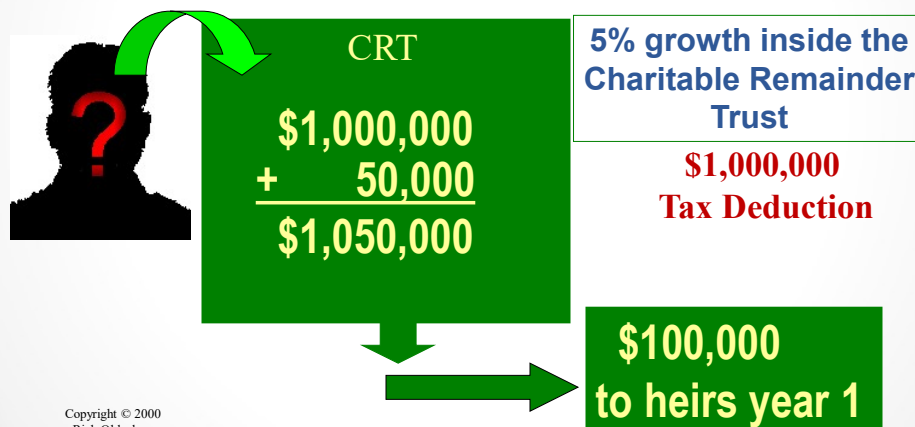 CRT
$1,000,000
+ 50,000
$1,050,000
5% growth inside the
Charitable Remainder
Trust
$1,000,000
Tax Deduction
?
$100,000
to heirs year 1
Copyright © 2000